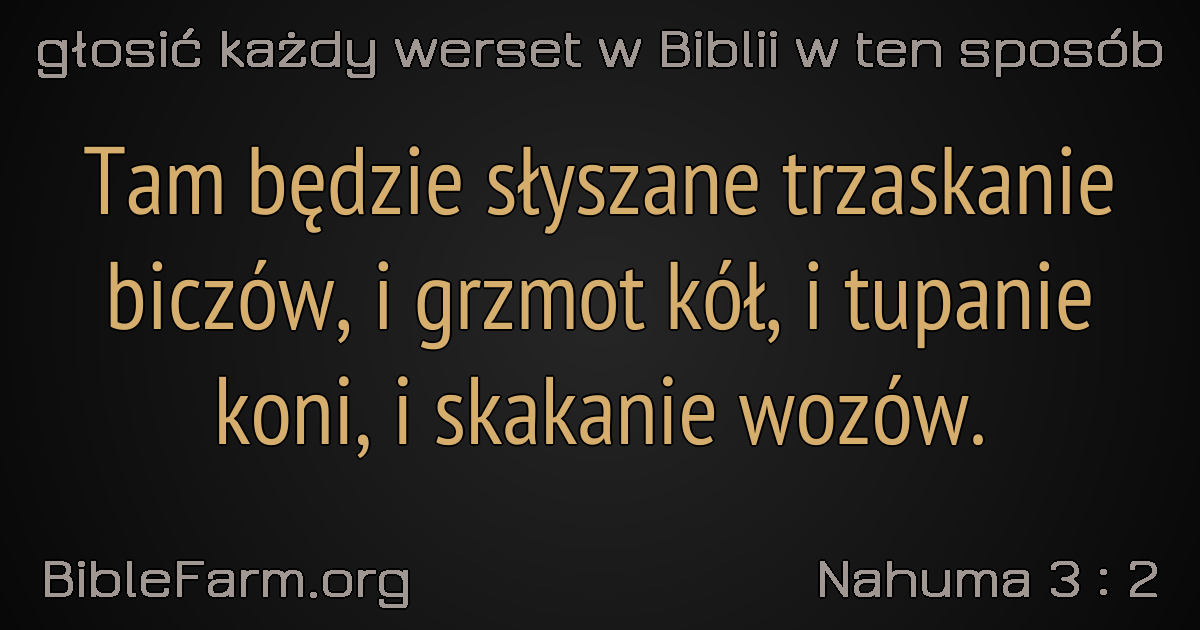 głosić każdy werset w Biblii w ten sposób
Tam będzie słyszane trzaskanie
biczów, i grzmot kół, i tupanie
koni, i skakanie wozów.
BibleFarm.org
Nahuma 3 : 2